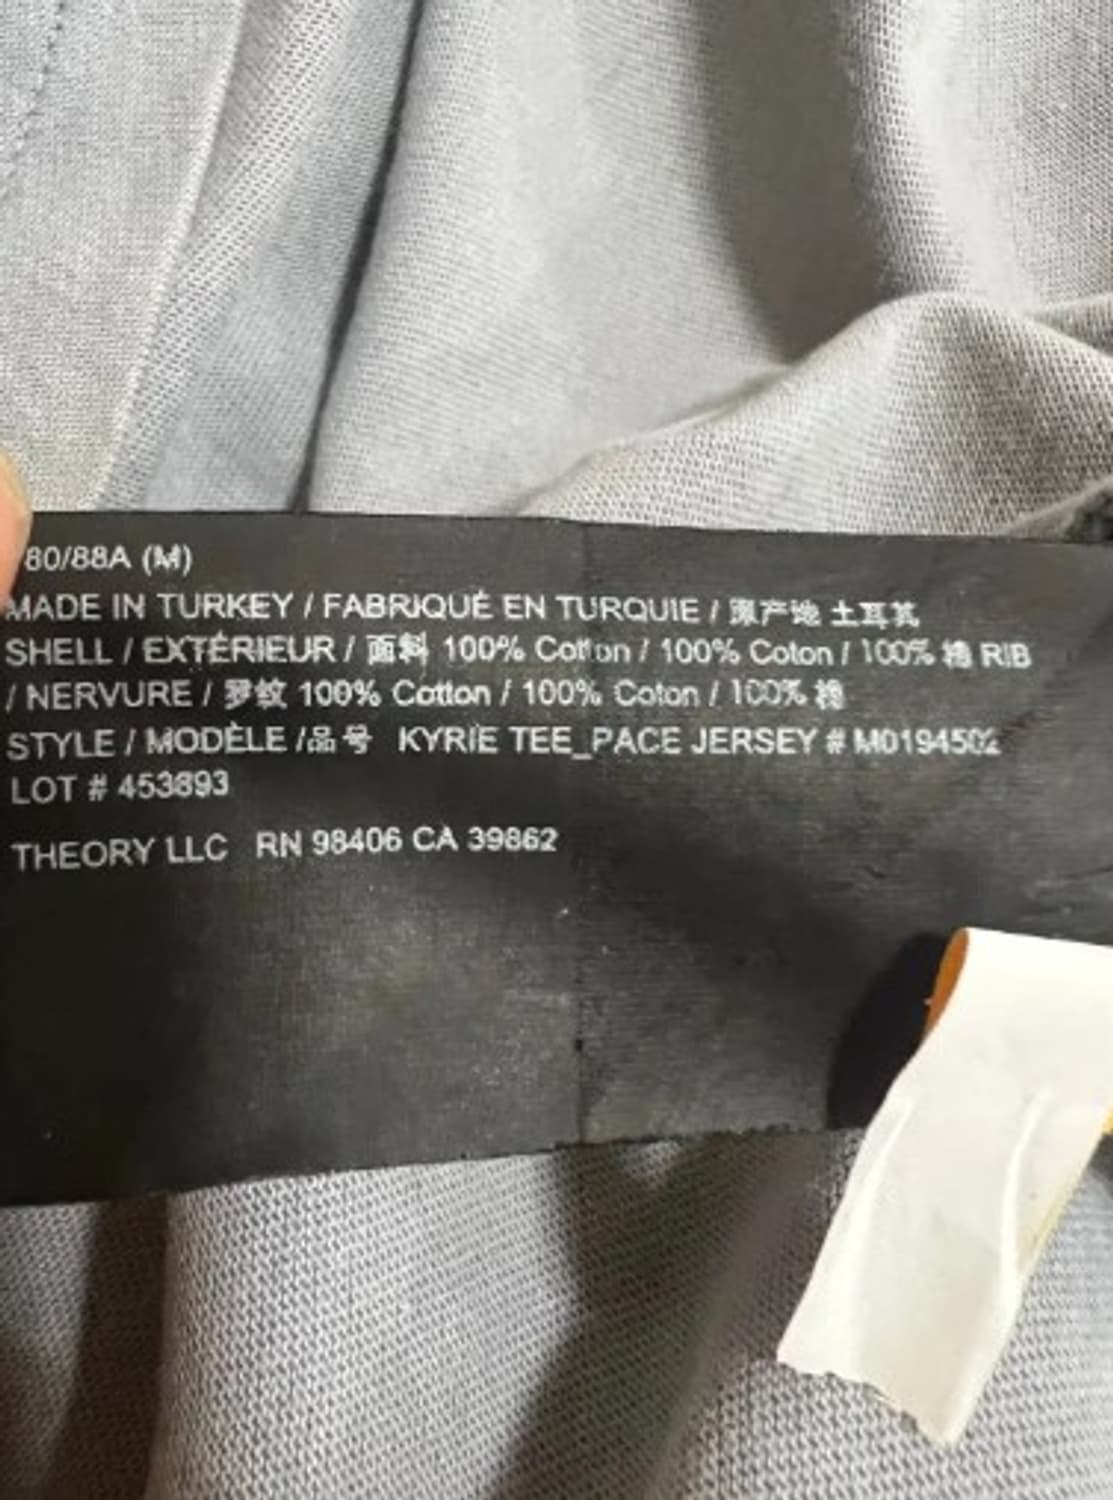 80/88A (M)
MADE IN TURKEY / FABRIQUÉ EN TURQUIE / 原产地 土耳其
SHELL / EXTÉRIEUR / 面料 100% Cotton / 100% Coton / 100% 棉 RIB
/ NERVURE / 罗纹 100% Cotton / 100% Coton / 100% 棉
STYLE / MODÈLE /品号 KYRIE TEE_PACE JERSEY # M0194502
LOT # 453893
THEORY LLC RN 98406 CA 39862